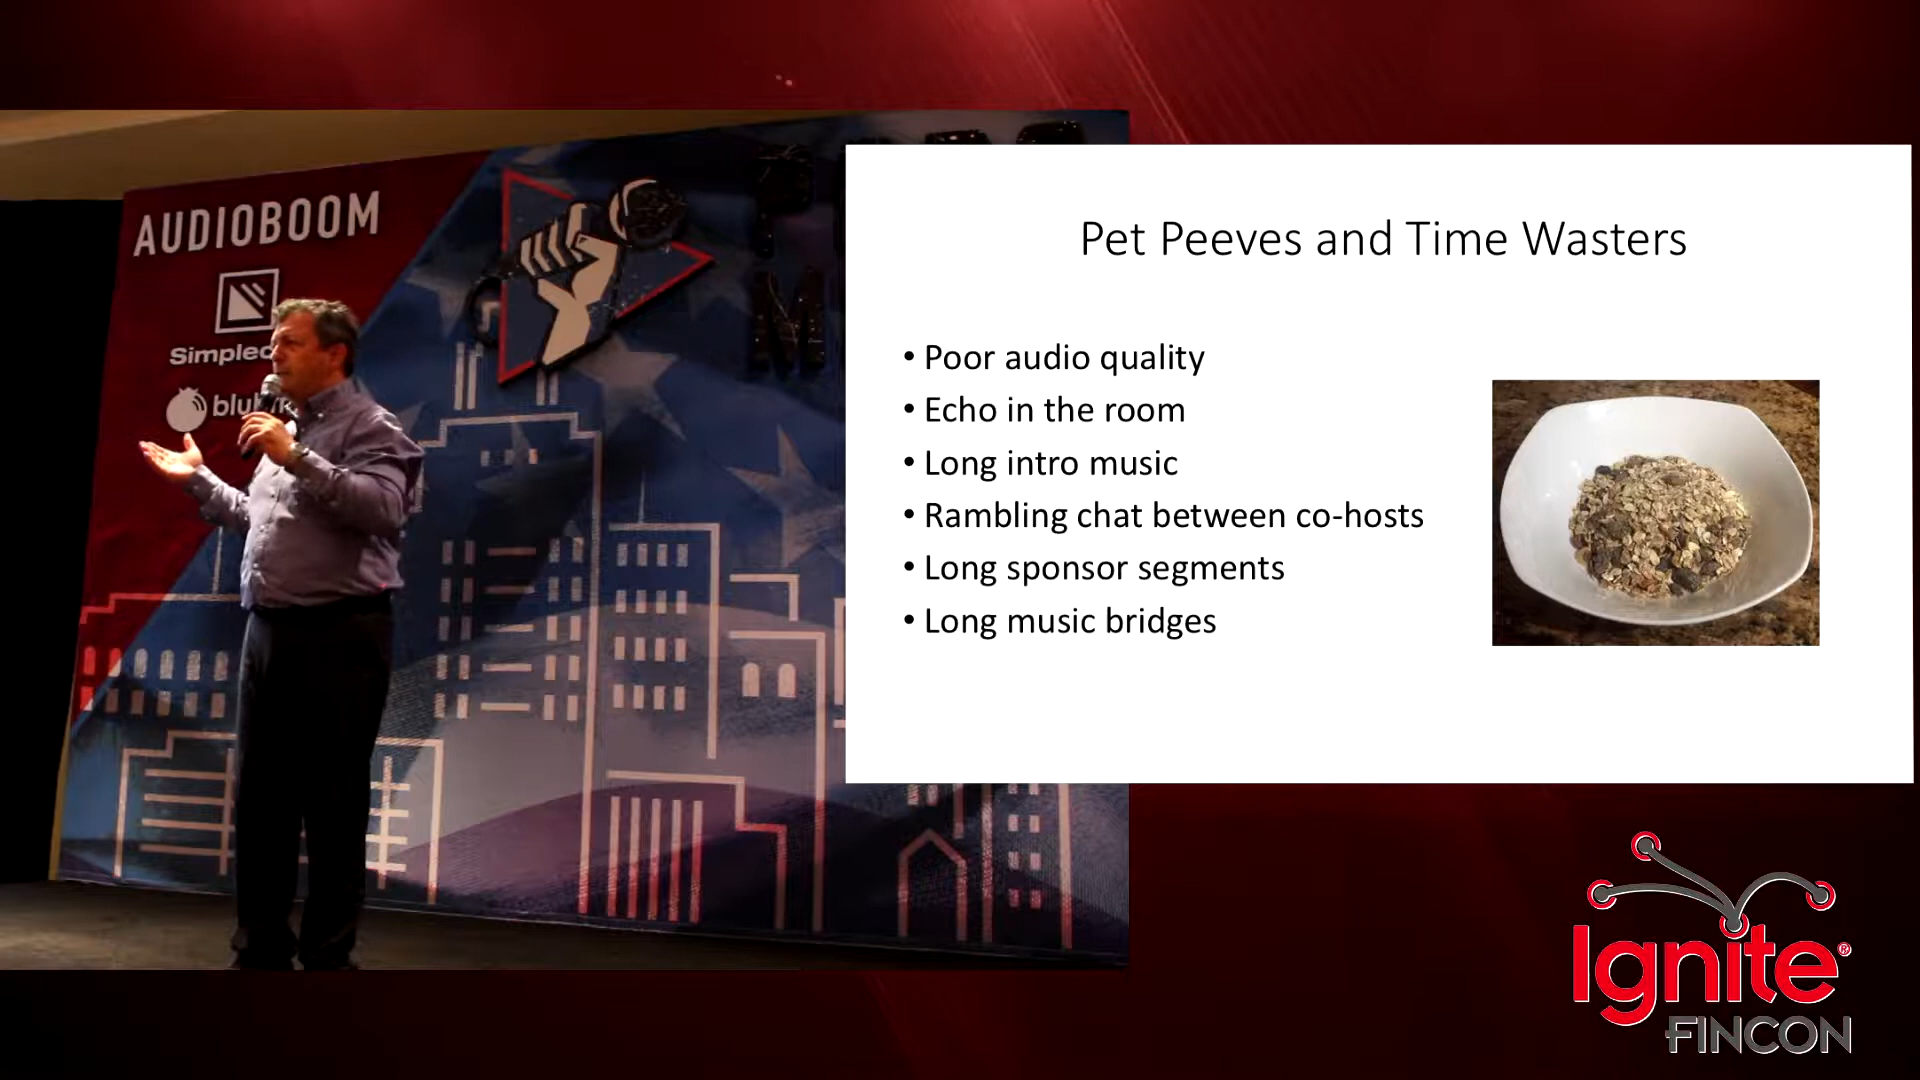 AUDIOBOOM
Pet Peeves and Time Wasters
• Poor audio quality
• Echo in the room
• Long intro music
• Rambling chat between co-hosts
• Long sponsor segments
• Long music bridges
Ignite®
FINCON